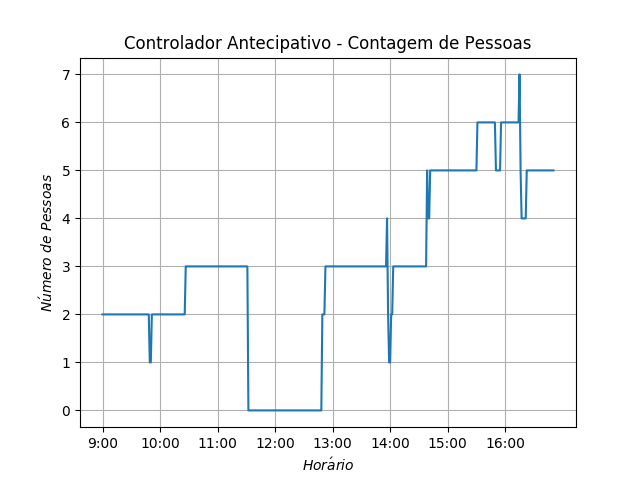 Controlador Antecipativo - Contagem de Pessoas
Número de Pessoas
7
6
5
4
3
2
1
0
9:00 10:00 11:00 12:00 13:00 14:00 15:00 16:00
Horário